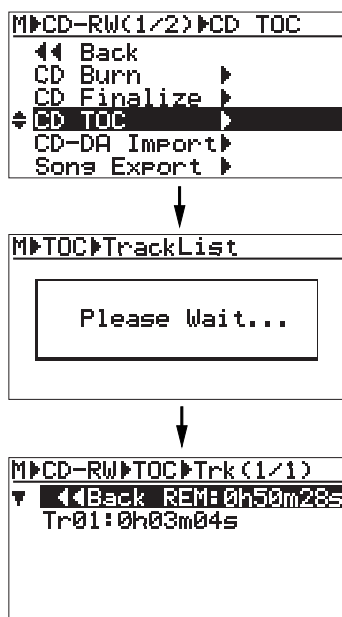 M▶CD-RW(1/2)▶CD TOC
◀◀ Back
CD Burn ▶
CD Finalize ▶
CD TOC ▶
CD-DA Import▶
Song Export ▶
M▶TOC▶TrackList
Please Wait...
M▶CD-RW▶TOC▶Trk(1/1)
◀◀Back REM:0h50m28s
Tr01:0h03m04s